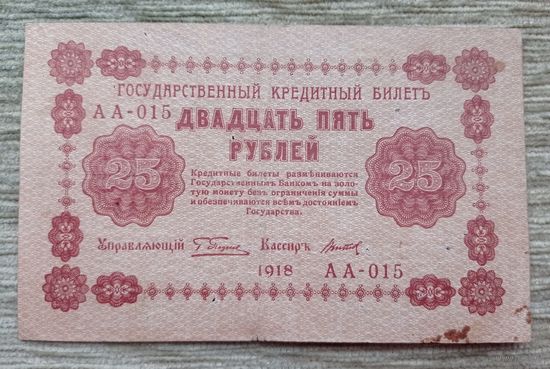 ГОСУДАРСТВЕННЫЙ КРЕДИТНЫЙ БИЛЕТЪ
АА-015
ДВАДЦАТЬ ПЯТЬ
РУБЛЕЙ
25
25
Кредитные билеты размѣниваются
Государственнымъ Банкомъ на золо-
тую монету безъ ограниченія суммы
и обезпечиваются всѣмъ достояніемъ
Государства.
Управляющій
Кассиръ
1918 АА-015